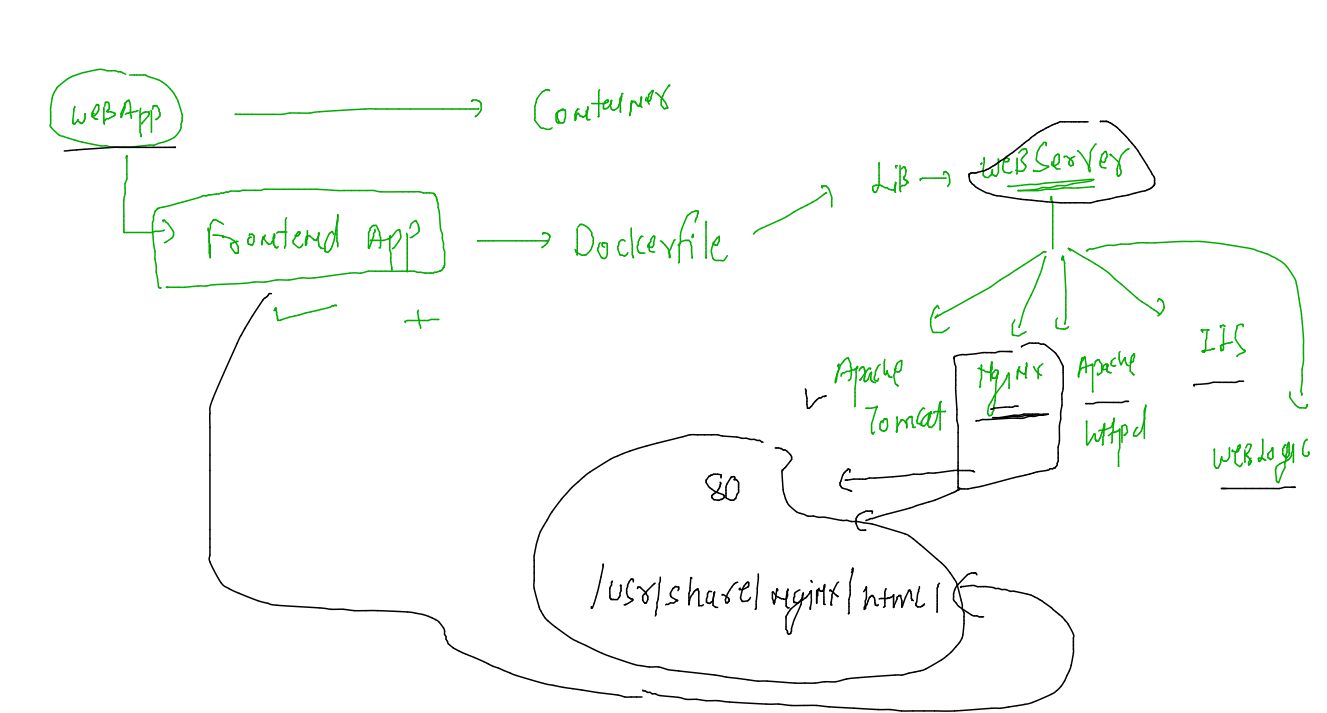 WEBApp
Container
Frontend App
Dockerfile
LiB
WEBServer
Apache
Tomcat
NgiNX
Apache
httpd
IIS
WEBLogic
80
/usr/share/nginx/html/